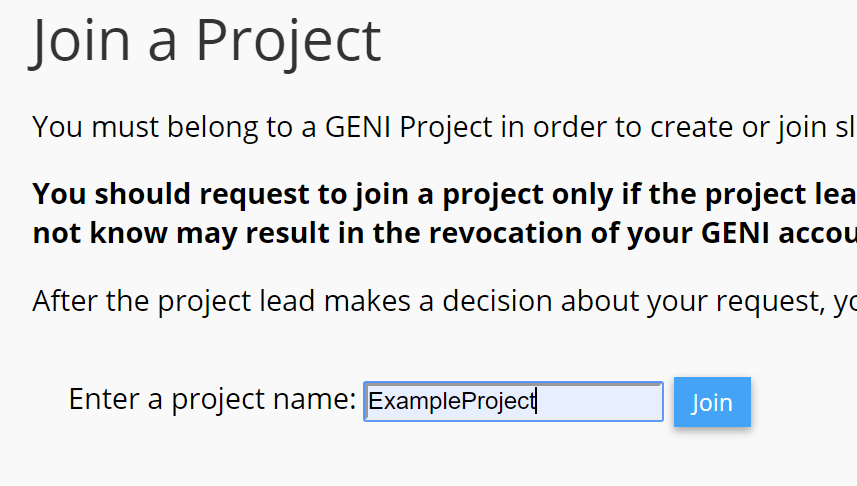 Join a Project
You must belong to a GENI Project in order to create or join sl
You should request to join a project only if the project lea
not know may result in the revocation of your GENI accou
After the project lead makes a decision about your request, yo
Enter a project name: ExampleProject Join